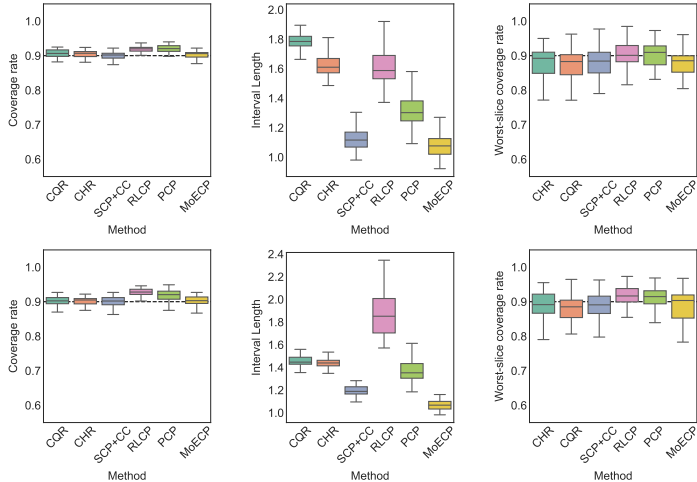 1.0
0.9
0.8
0.7
0.6
Coverage rate
CQR
CHR
SCP+CC
RLCP
PCP
MoECP
Method
2.0
1.8
1.6
1.4
1.2
1.0
Interval Length
CQR
CHR
SCP+CC
RLCP
PCP
MoECP
Method
1.0
0.9
0.8
0.7
0.6
Worst-slice coverage rate
CHR
CQR
SCP+CC
RLCP
PCP
MoECP
Method
1.0
0.9
0.8
0.7
0.6
Coverage rate
CQR
CHR
SCP+CC
RLCP
PCP
MoECP
Method
2.4
2.2
2.0
1.8
1.6
1.4
1.2
1.0
Interval Length
CQR
CHR
SCP+CC
RLCP
PCP
MoECP
Method
1.0
0.9
0.8
0.7
0.6
Worst-slice coverage rate
CHR
CQR
SCP+CC
RLCP
PCP
MoECP
Method